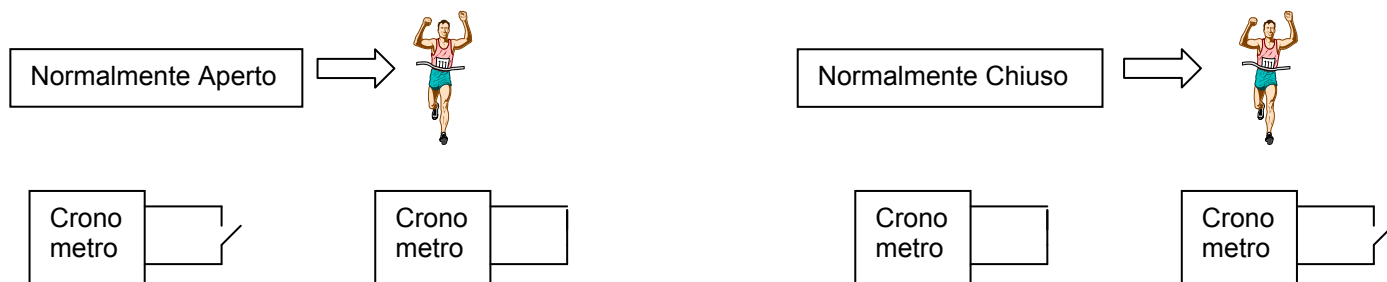 Normalmente Aperto
Normalmente Chiuso
Crono
metro
Crono
metro
Crono
metro
Crono
metro